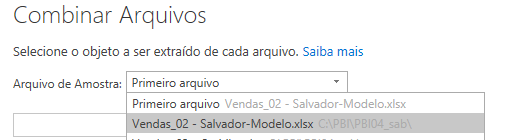 Combinar Arquivos
Selecione o objeto a ser extraído de cada arquivo. Saiba mais
Arquivo de Amostra: Primeiro arquivo
Primeiro arquivo Vendas_02 - Salvador-Modelo.xlsx
Vendas_02 - Salvador-Modelo.xlsx C:\PBI\PBI04_sab\